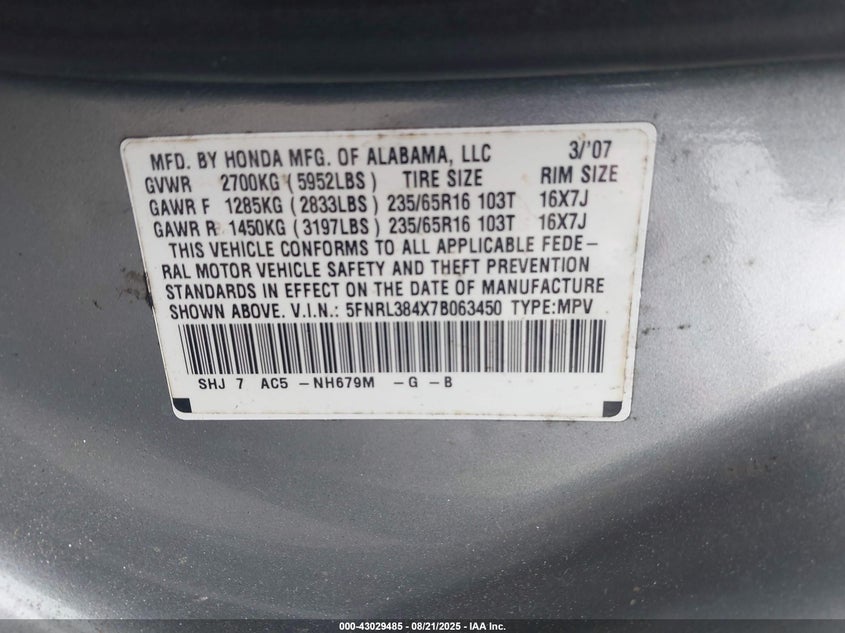 MFD. BY HONDA MFG. OF ALABAMA, LLC 3/'07
GVWR 2700KG (5952LBS) TIRE SIZE RIM SIZE
GAWR F 1285KG (2833LBS) 235/65R16 103T 16X7J
GAWR R 1450KG (3197LBS) 235/65R16 103T 16X7J
THIS VEHICLE CONFORMS TO ALL APPLICABLE FEDE-
RAL MOTOR VEHICLE SAFETY AND THEFT PREVENTION
STANDARDS IN EFFECT ON THE DATE OF MANUFACTURE
SHOWN ABOVE. V.I.N.: 5FNRL384X7B063450 TYPE:MPV
SHJ 7 AC5 -NH679M -G -B
000-43029485 - 08/21/2025 - IAA Inc.